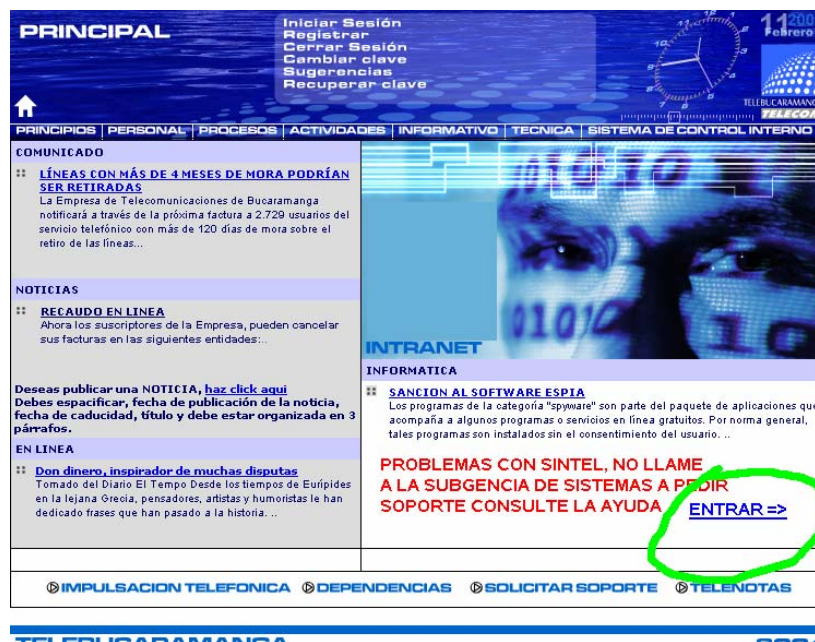 PRINCIPAL
Iniciar Sesión
Registrar
Cerrar Sesión
Cambiar clave
Sugerencias
Recuperar clave
11
Febrero
TELECOM
PRINCIPIOS | PERSONAL | PROCESOS | ACTIVIDADES | INFORMATIVO | TECNICA | SISTEMA DE CONTROL INTERNO
COMUNICADO
LÍNEAS CON MÁS DE 4 MESES DE MORA PODRÍAN
SER RETIRADAS
La Empresa de Telecomunicaciones de Bucaramanga
notificará a través de la próxima factura a 2.729 usuarios del
servicio telefónico con más de 120 días de mora sobre el
retiro de las líneas...
NOTICIAS
RECAUDO EN LINEA
Ahora los suscriptores de la Empresa, pueden cancelar
sus facturas en las siguientes entidades:..
Deseas publicar una NOTICIA, haz click aqui
Debes espacificar, fecha de publicación de la noticia,
fecha de caducidad, título y debe estar organizada en 3
párrafos.
EN LINEA
Don dinero, inspirador de muchas disputas
Tomado del Diario El Tempo Desde los tiempos de Eurípides
en la lejana Grecia, pensadores, artistas y humoristas le han
dedicado frases que han pasado a la historia. ..
INTRANET
INFORMATICA
SANCION AL SOFTWARE ESPIA
Los programas de la categoría "spyware" son parte del paquete de aplicaciones que
acompaña a algunos programas o servicios en línea gratuitos. Por norma general,
tales programas son instalados sin el consentimiento del usuario. ..
PROBLEMAS CON SINTEL, NO LLAME
A LA SUBGENCIA DE SISTEMAS A PEDIR
SOPORTE CONSULTE LA AYUDA
ENTRAR =>
IMPULSACION TELEFONICA DEPENDENCIAS SOLICITAR SOPORTE TELENOTAS
TELEBUCARAMANGA